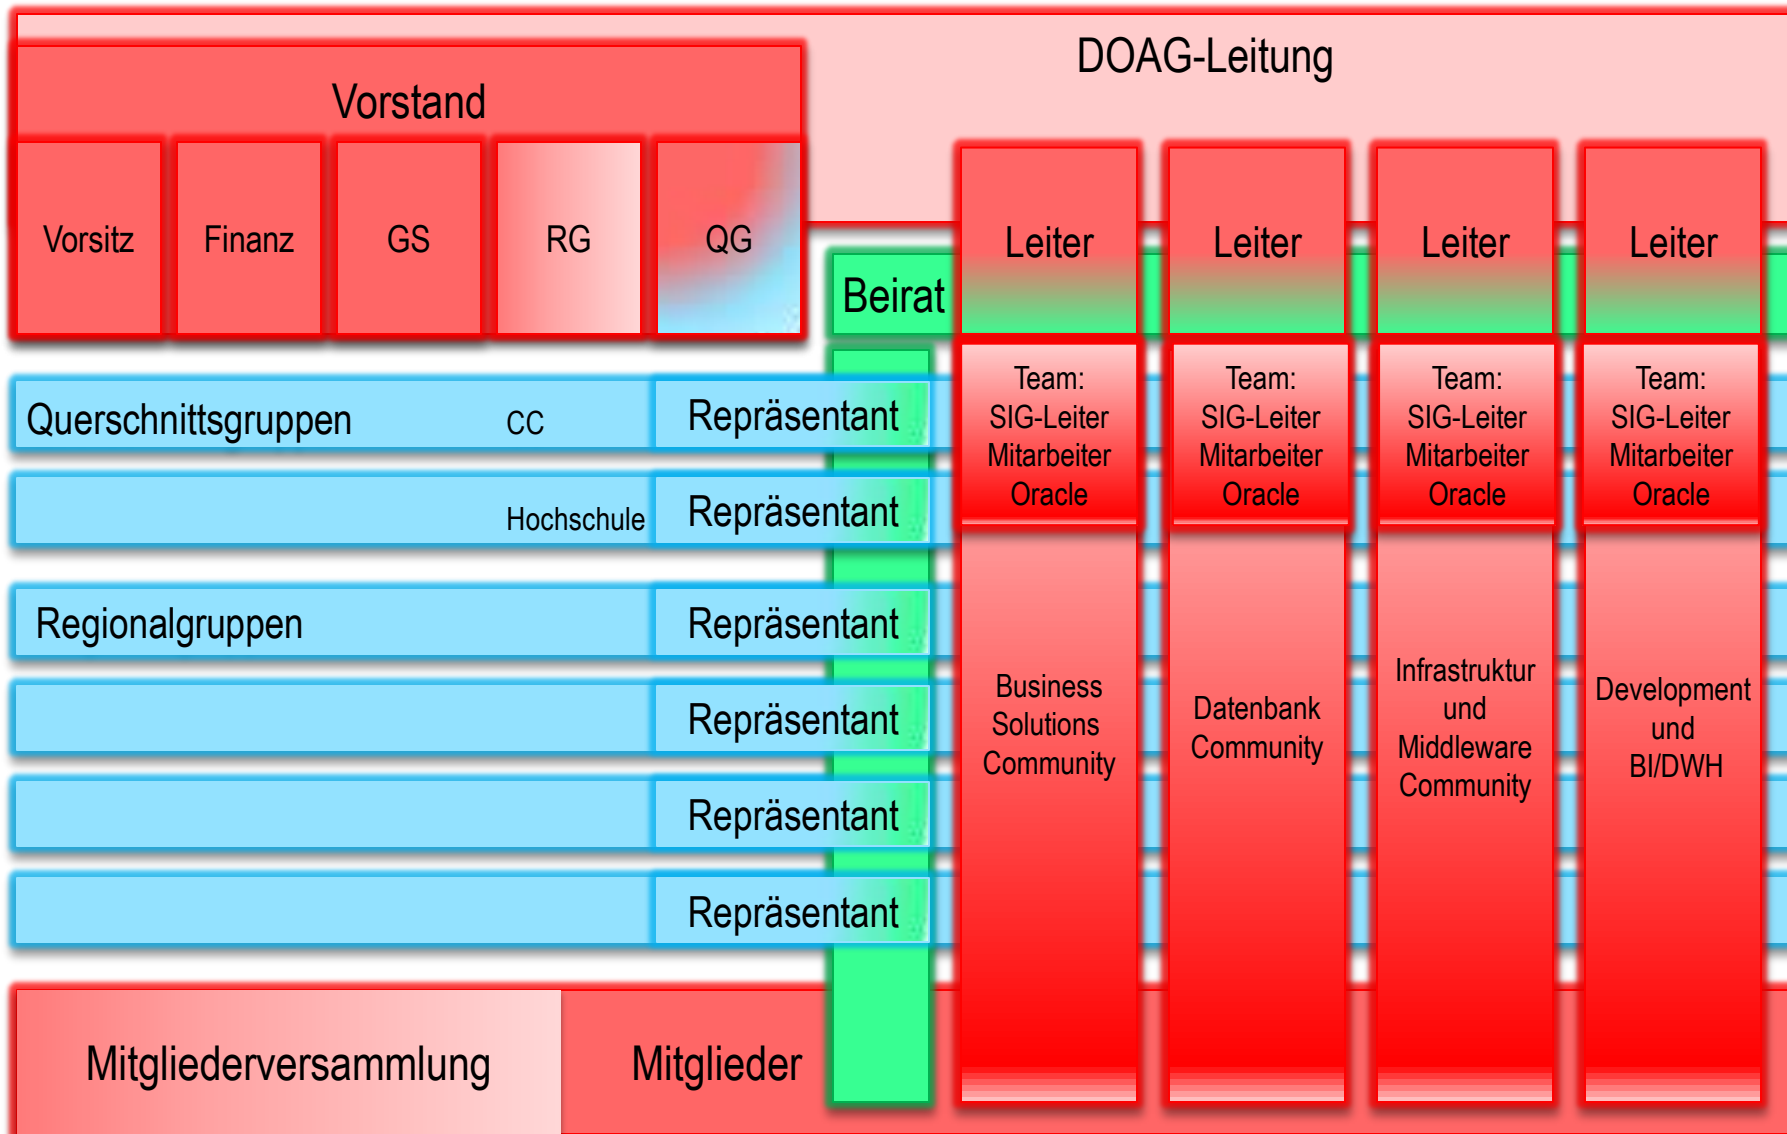 DOAG-Leitung
Vorstand
Vorsitz
Finanz
GS
RG
QG
Leiter
Leiter
Leiter
Leiter
Beirat
Team:
SIG-Leiter
Mitarbeiter
Oracle
Team:
SIG-Leiter
Mitarbeiter
Oracle
Team:
SIG-Leiter
Mitarbeiter
Oracle
Team:
SIG-Leiter
Mitarbeiter
Oracle
Querschnittsgruppen
CC
Repräsentant
Hochschule
Repräsentant
Regionalgruppen
Repräsentant
Repräsentant
Repräsentant
Repräsentant
Business
Solutions
Community
Datenbank
Community
Infrastruktur
und
Middleware
Community
Development
und
BI/DWH
Mitgliederversammlung
Mitglieder